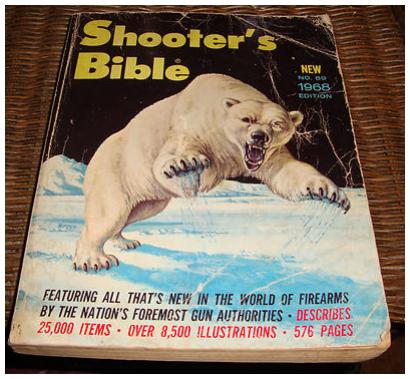 Shooter's
Bible®
NEW
NO. 59
1968
EDITION
FEATURING ALL THAT'S NEW IN THE WORLD OF FIREARMS
BY THE NATION'S FOREMOST GUN AUTHORITIES • DESCRIBES
25,000 ITEMS • OVER 8,500 ILLUSTRATIONS • 576 PAGES